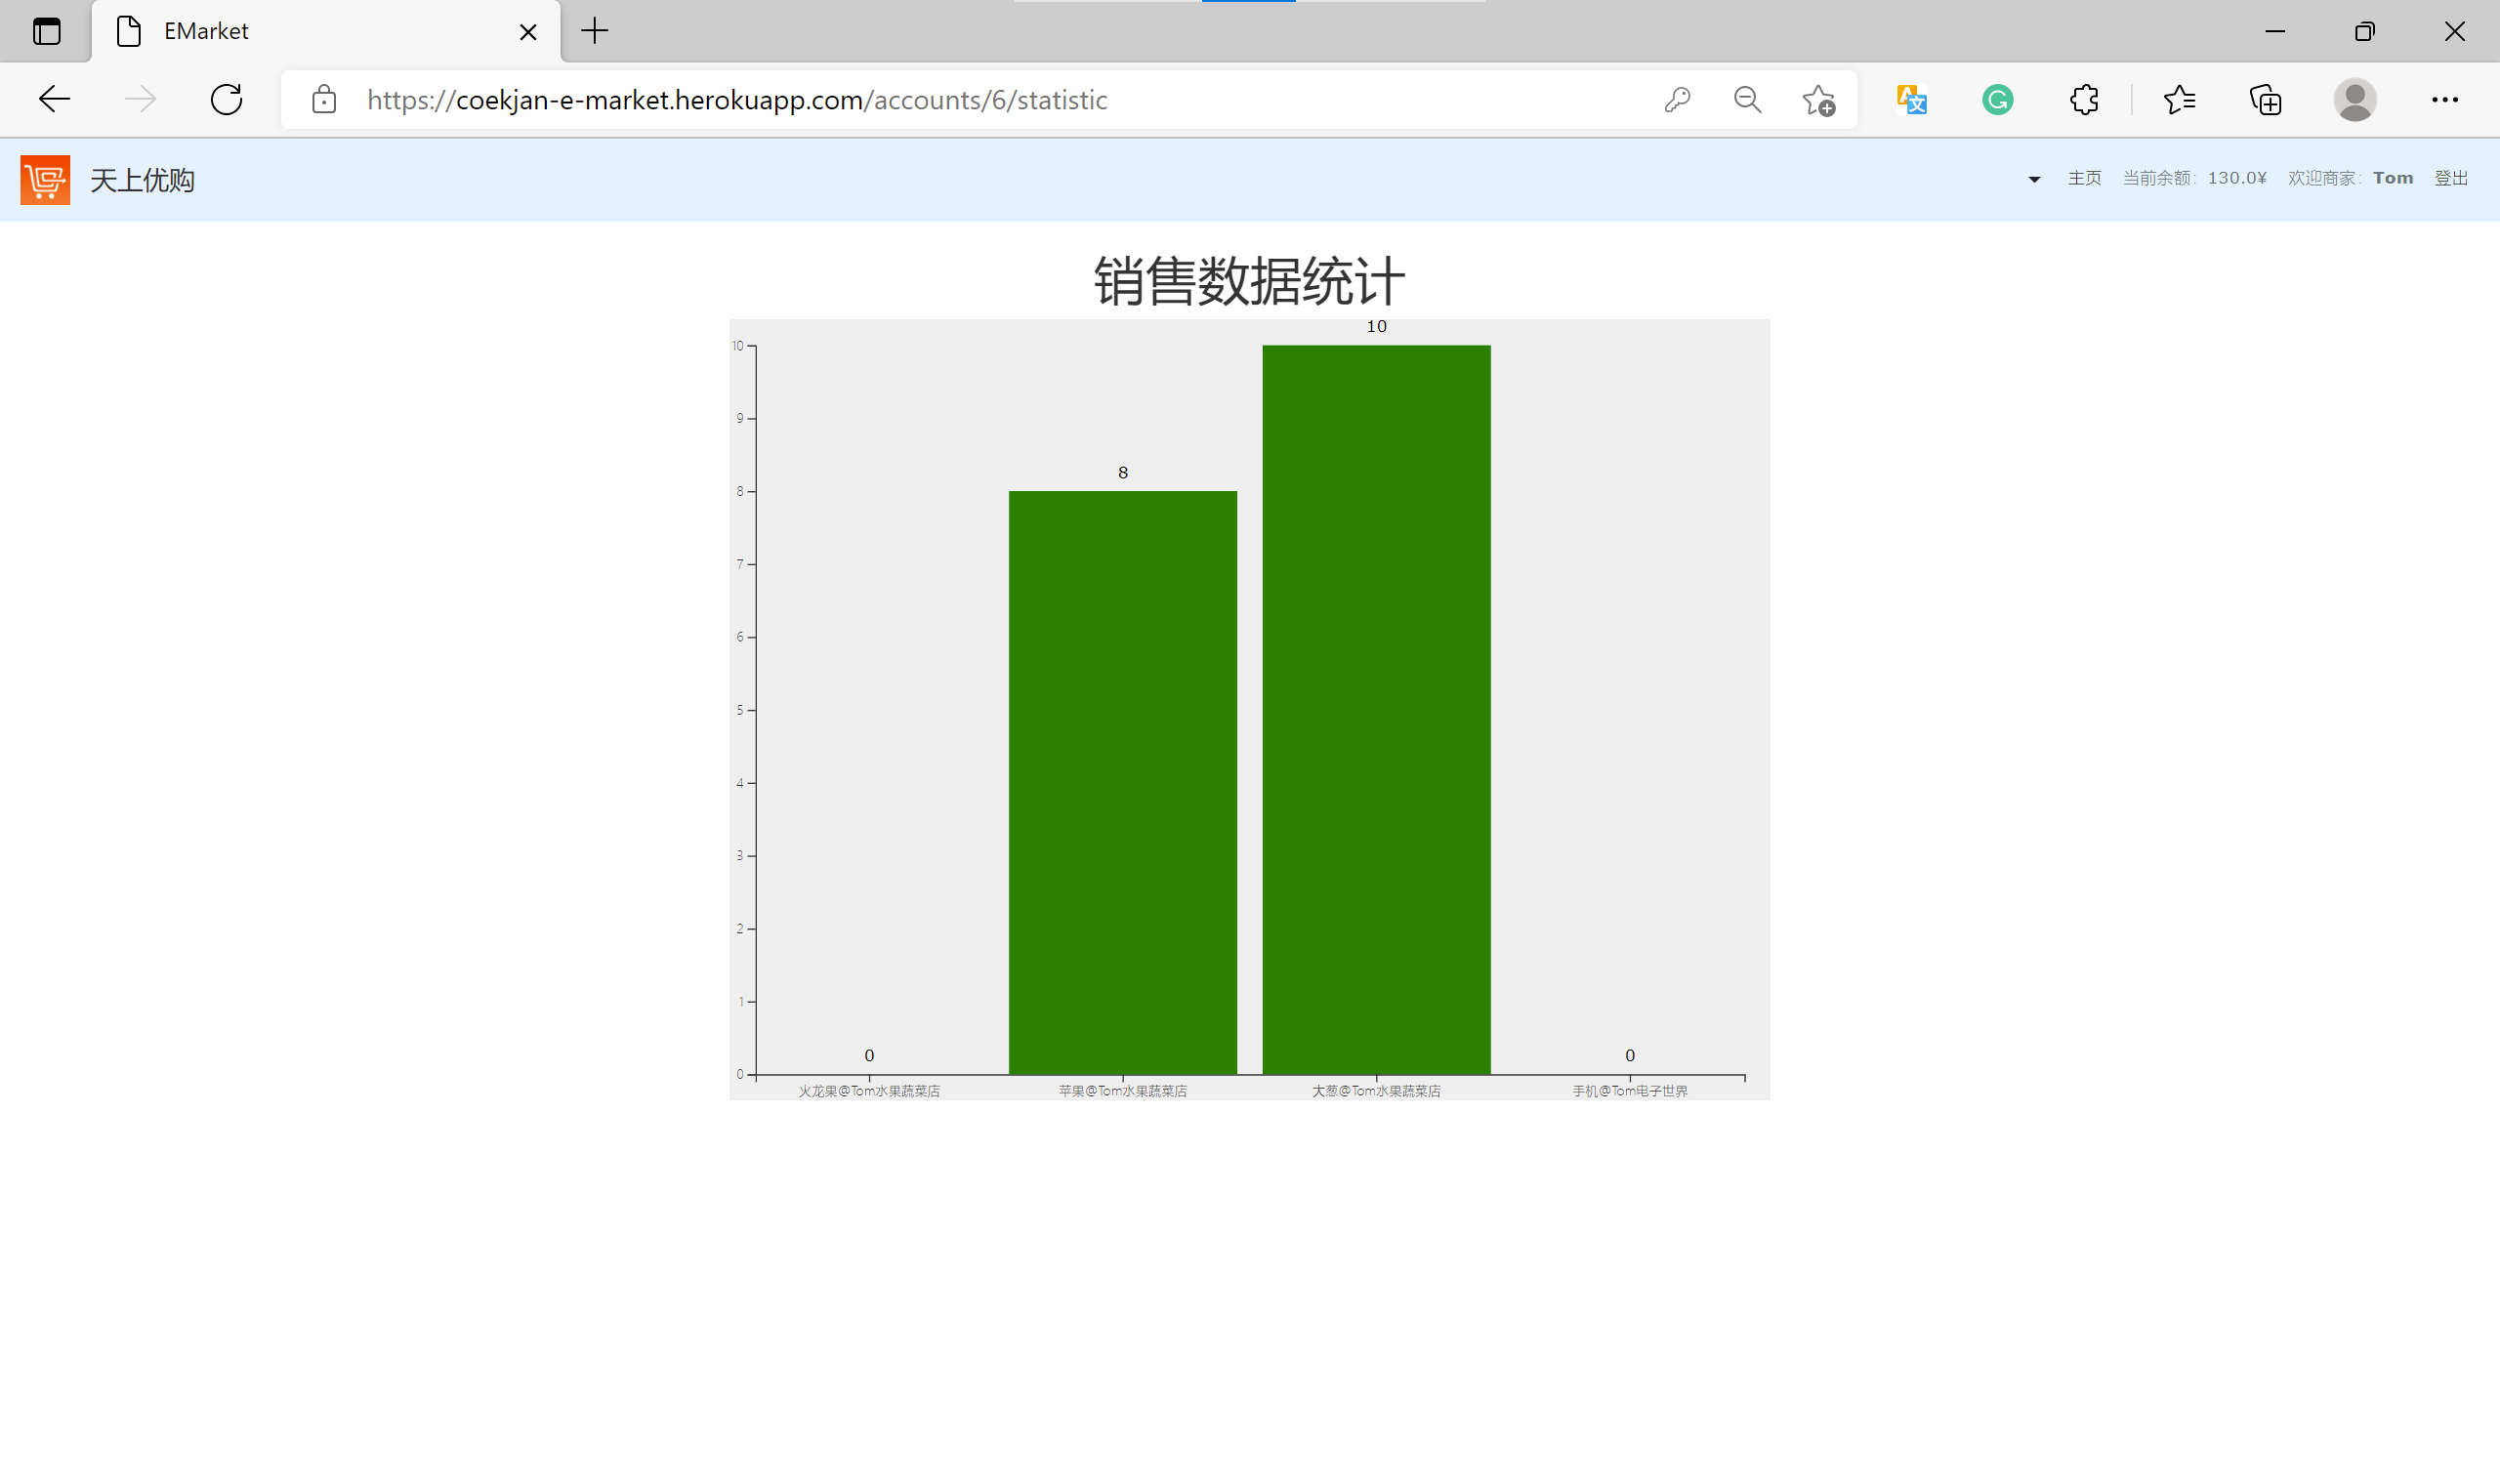 EMarket
https://coekjan-e-market.herokuapp.com/accounts/6/statistic
天上优购
主页 当前余额: 130.0¥ 欢迎商家: Tom 登出
销售数据统计
10
10
9
8
8
7
6
5
4
3
2
1
0 0
0
火龙果@Tom水果蔬菜店 苹果@Tom水果蔬菜店 大葱@Tom水果蔬菜店 手机@Tom电子世界